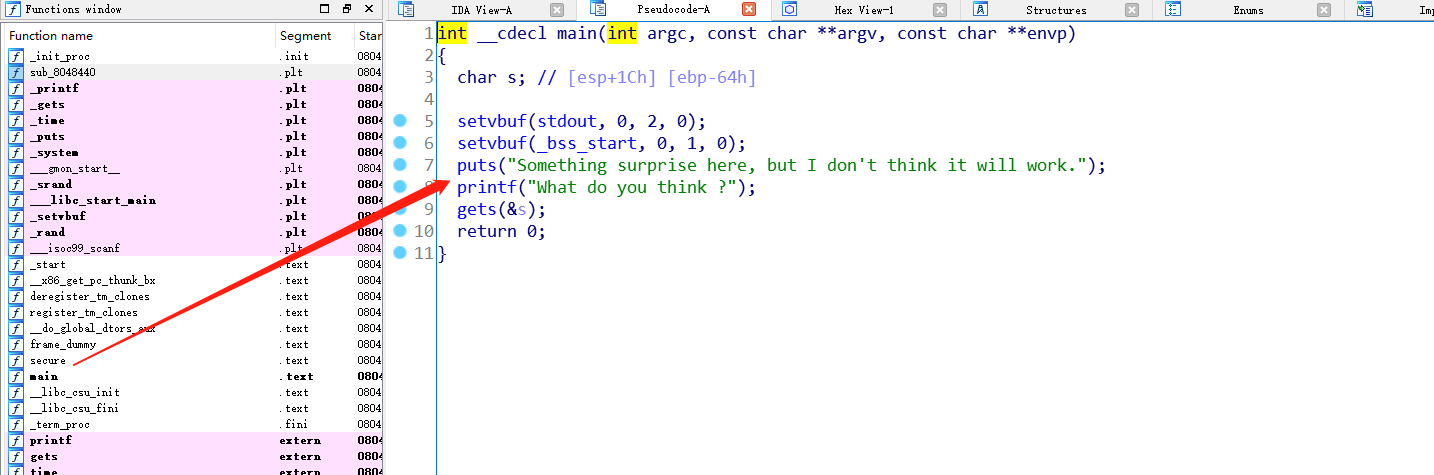 Functions window
IDA View-A
Pseudocode-A
Hex View-1
Structures
Enums
Function name Segment
_init_proc .init 0804
sub_8048440 .plt 0804
_printf .plt 0804
_gets .plt 0804
_time .plt 0804
_puts .plt 0804
_system .plt 0804
___gmon_start__ .plt 0804
_srand .plt 0804
___libc_start_main .plt 0804
_setvbuf .plt 0804
_rand .plt 0804
___isoc99_scanf .plt 0804
_start .text 0804
__x86_get_pc_thunk_bx .text 0804
deregister_tm_clones .text 0804
register_tm_clones .text 0804
__do_global_dtors_aux .text 0804
frame_dummy .text 0804
secure .text 0804
main .text 0804
__libc_csu_init .text 0804
__libc_csu_fini .text 0804
_term_proc .fini 0804
printf extern 0804
gets extern 0804
time extern 0804
1 int __cdecl main(int argc, const char **argv, const char **envp)
2 {
3 char s; // [esp+1Ch] [ebp-64h]
4
5 setvbuf(stdout, 0, 2, 0);
6 setvbuf(_bss_start, 0, 1, 0);
7 puts("Something surprise here, but I don't think it will work.");
8 printf("What do you think ?");
9 gets(&s);
10 return 0;
11 }